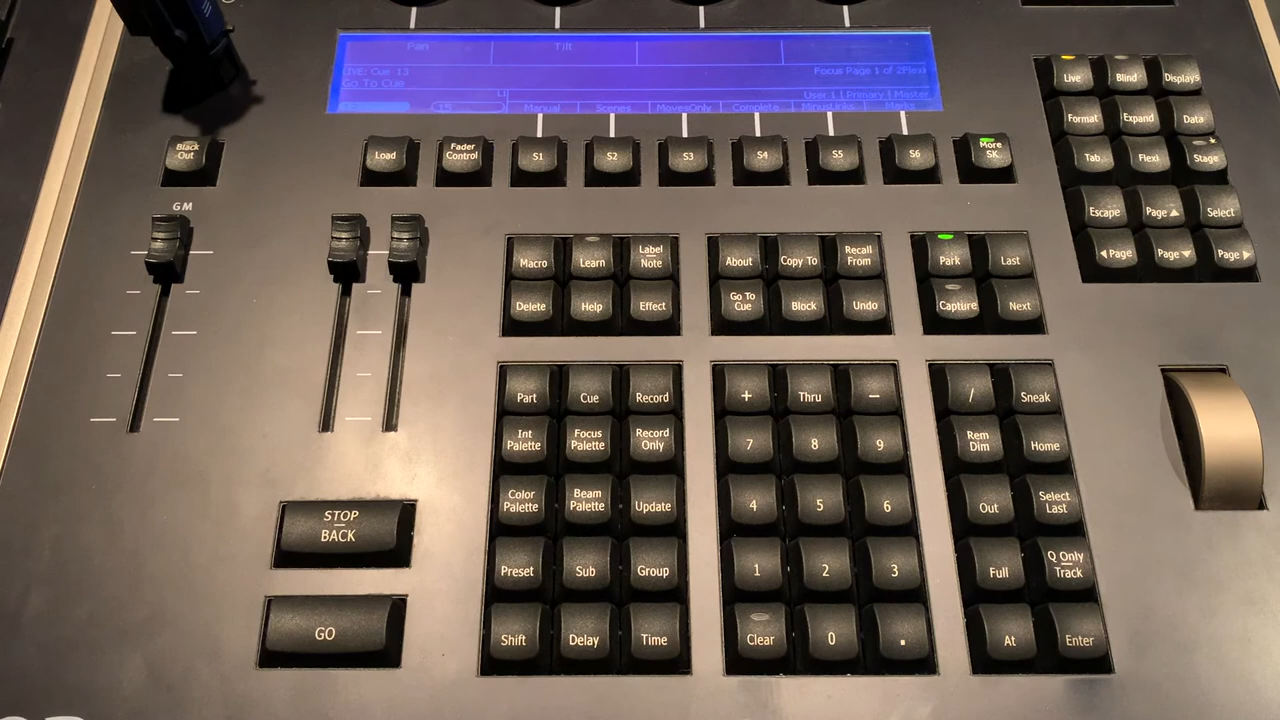 Pan Tilt
LIVE: Cue 13 Focus Page 1 of 2Flexi
Go To Cue
User 1 | Primary | Master
L1
15 Manual Scenes MovesOnly Complete MinusLinks Marks
Black
Out
Load
Fader
Control
S1
S2
S3
S4
S5
S6
More
SK
Live
Blind
Displays
Format
Expand
Data
Tab
Flexi
Stage
Escape
Page ▲
Select
◀ Page
Page ▼
Page ▶
GM
Macro
Learn
Label
Note
Delete
Help
Effect
About
Copy To
Recall
From
Go To
Cue
Block
Undo
Park
Last
Capture
Next
Part
Cue
Record
Int
Palette
Focus
Palette
Record
Only
Color
Palette
Beam
Palette
Update
Preset
Sub
Group
Shift
Delay
Time
+
Thru
−
7
8
9
4
5
6
1
2
3
Clear
0
.
/
Sneak
Rem
Dim
Home
Out
Select
Last
Full
Q Only
Track
At
Enter
STOP
BACK
GO